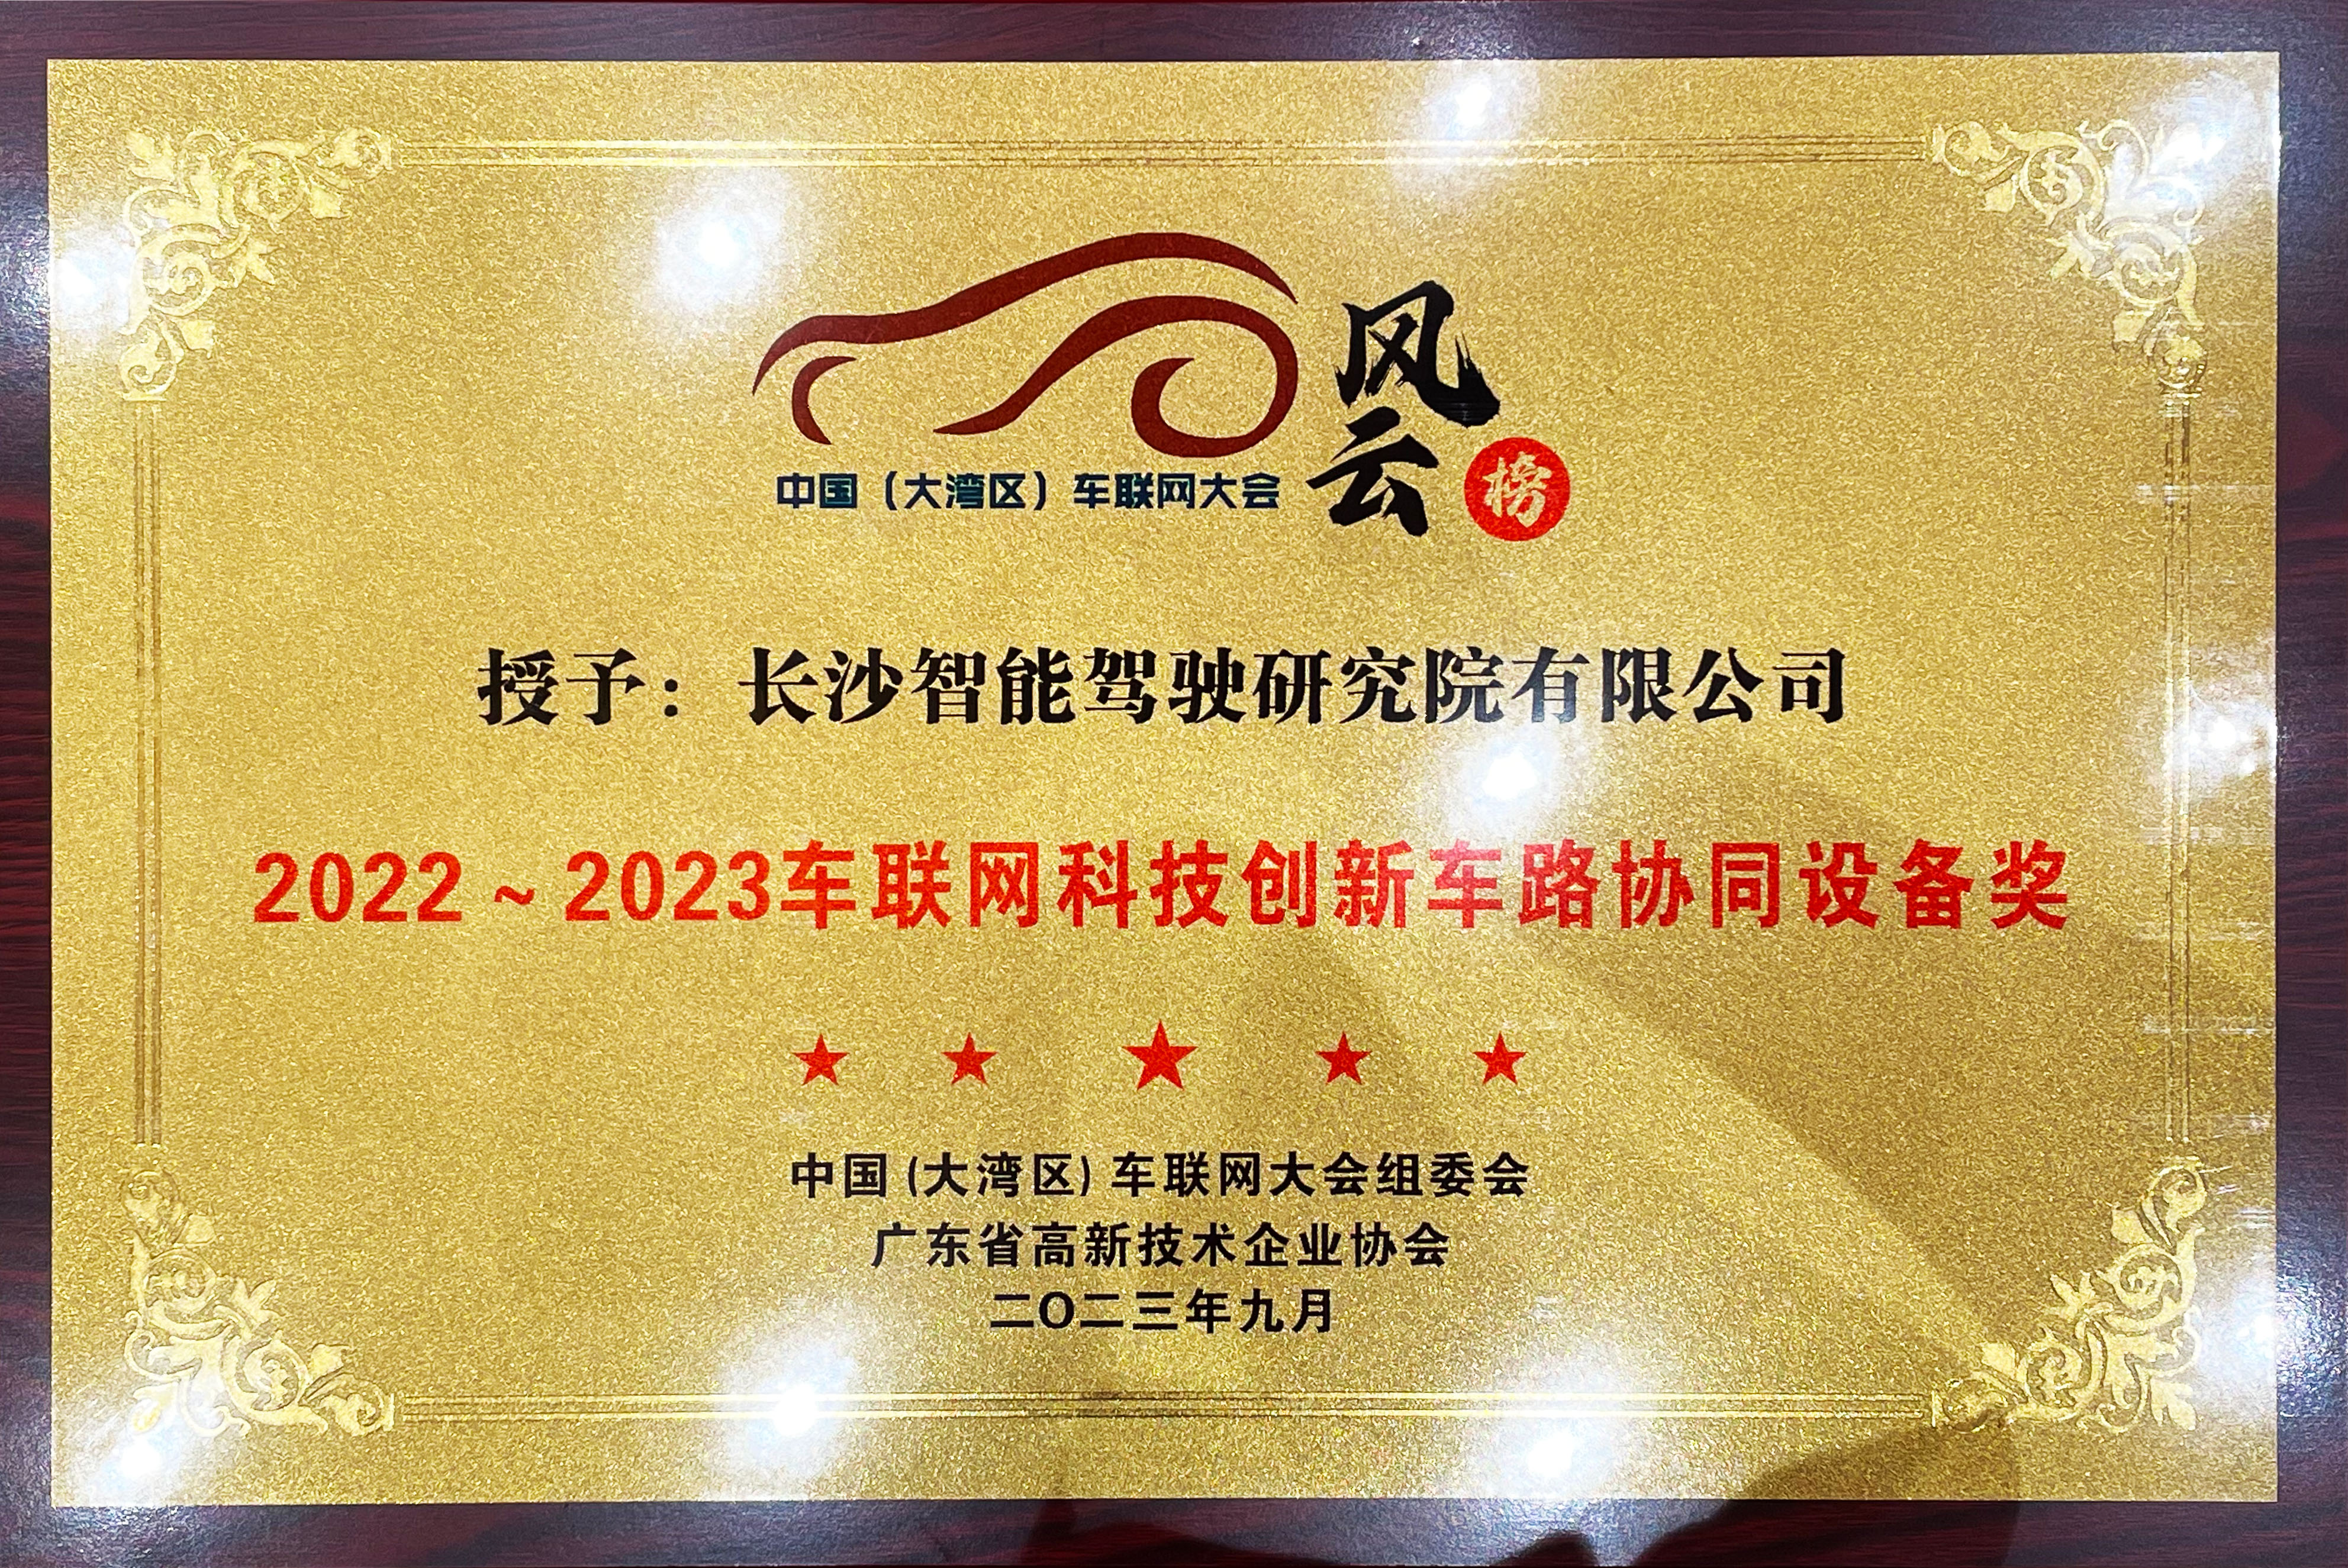 中国（大湾区）车联网大会
风云榜
授予：长沙智能驾驶研究院有限公司
2022～2023车联网科技创新车路协同设备奖
中国(大湾区)车联网大会组委会
广东省高新技术企业协会
二〇二三年九月